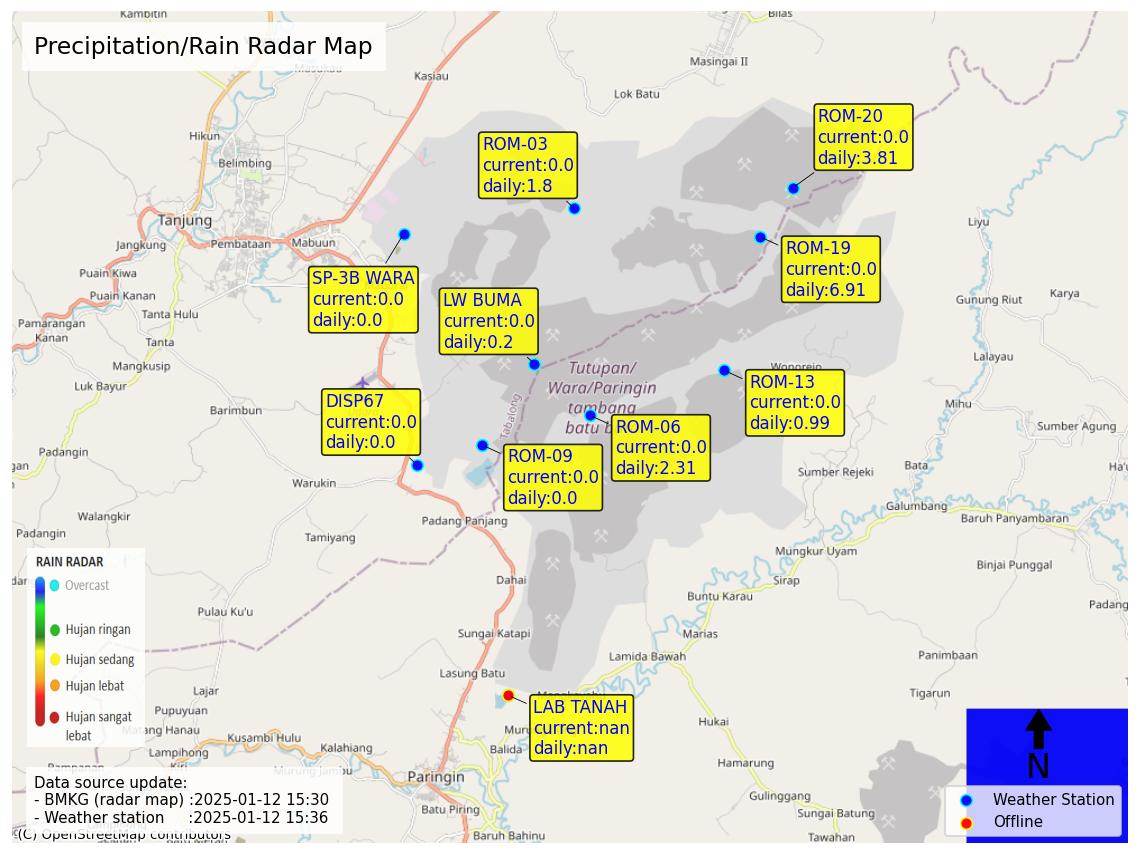 Kambitin
Bilas
Precipitation/Rain Radar Map
Masukau
Kasiau
Masingai II
Lok Batu
ROM-20
current:0.0
daily:3.81
ROM-03
current:0.0
daily:1.8
Hikun
Belimbing
Tanjung
Jangkung
Pembataan
Mabuun
Liyu
ROM-19
current:0.0
daily:6.91
SP-3B WARA
current:0.0
daily:0.0
Puain Kiwa
Puain Kanan
Tanta Hulu
LW BUMA
current:0.0
daily:0.2
Gunung Riut
Karya
Pamarangan
Kanan
Tanta
Mangkusip
Luk Bayur
Barimbun
Lalayau
Wonorejo
Tutupan/
Wara/Paringin
tambang
batu b
Tabalong
ROM-13
current:0.0
daily:0.99
Mihu
DISP67
current:0.0
daily:0.0
ROM-06
current:0.0
daily:2.31
Sumber Agung
ROM-09
current:0.0
daily:0.0
gan
Padangin
Warukin
Sumber Rejeki
Bata
Ha'u
Galumbang
Baruh Panyambaran
Walangkir
Padangin
Tamiyang
Padang Panjang
Mungkur Uyam
Binjai Punggal
RAIN RADAR
Overcast
Hujan ringan
Hujan sedang
Hujan lebat
Hujan sangat
lebat
dar
Dahai
Sirap
Buntu Karau
Padang
Pulau Ku'u
Sungai Katapi
Marias
Lamida Bawah
Panimbaan
Lasung Batu
Lajar
Pupuyuan
Tigarun
LAB TANAH
current:nan
daily:nan
Matang Hanau
Kusambi Hulu
Kalahiang
Lampihong
Balida
Hukai
Hamarung
Murung Jambu
Paringin
N
Data source update:
- BMKG (radar map) :2025-01-12 15:30
- Weather station :2025-01-12 15:36
Batu Piring
Gulinggang
Sungai Batung
Weather Station
Offline
(C) OpenStreetMap contributors
Baruh Bahinu
Tawahan